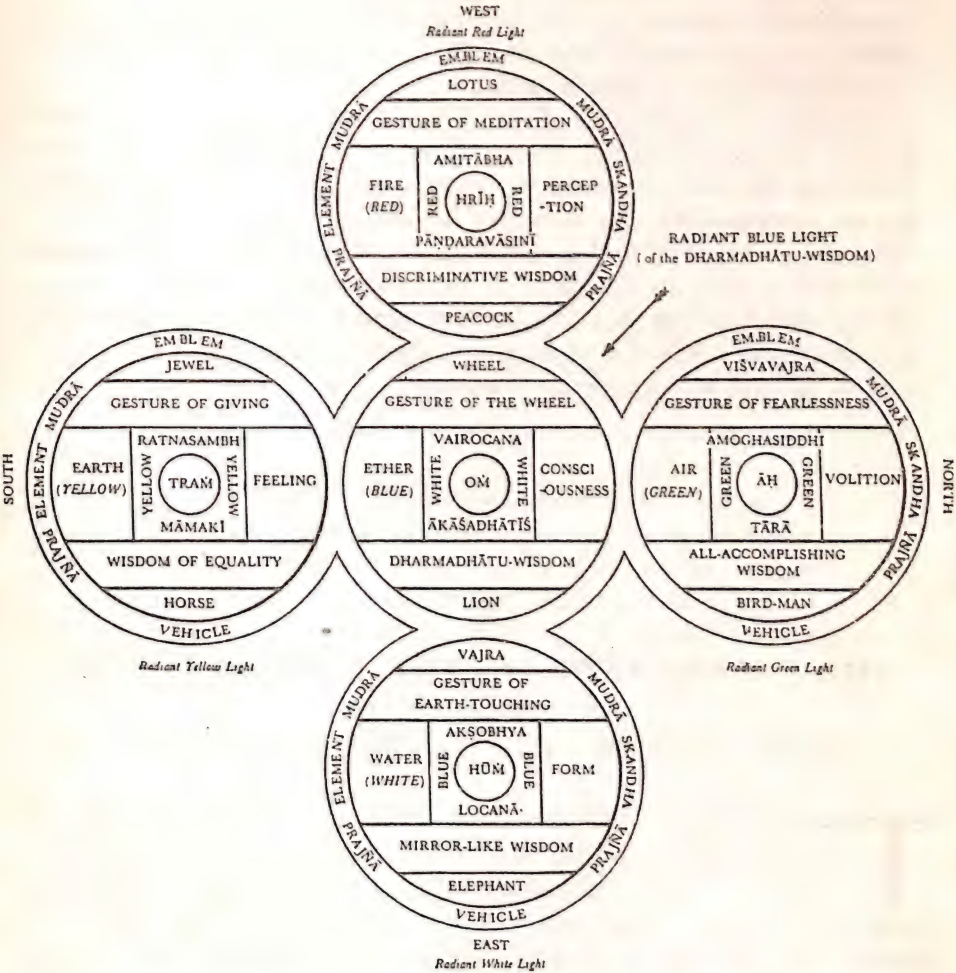 WEST
Radiant Red Light
EMBLEM
MUDRĀ
ELEMENT
PRAJÑĀ
MUDRĀ
SKANDHA
PRAJÑĀ
LOTUS
GESTURE OF MEDITATION
AMITĀBHA
FIRE
(RED)
RED
HRĪḤ
RED
PERCEP
-TION
PĀṆḌARAVĀSINĪ
DISCRIMINATIVE WISDOM
PEACOCK
RADIANT BLUE LIGHT
( of the DHARMADHĀTU-WISDOM)
SOUTH
EMBLEM
MUDRĀ
ELEMENT
PRAJÑĀ
JEWEL
GESTURE OF GIVING
RATNASAMBH
EARTH
(YELLOW)
YELLOW
TRAṀ
YELLOW
FEELING
MĀMAKĪ
WISDOM OF EQUALITY
HORSE
VEHICLE
Radiant Yellow Light
WHEEL
GESTURE OF THE WHEEL
VAIROCANA
ETHER
(BLUE)
WHITE
OṀ
WHITE
CONSCI
-OUSNESS
ĀKĀŚADHĀTĪŚ
DHARMADHĀTU-WISDOM
LION
EMBLEM
MUDRĀ
SKANDHA
PRAJÑĀ
VIŠVAVAJRA
GESTURE OF FEARLESSNESS
AMOGHASIDDHI
AIR
(GREEN)
GREEN
ĀḤ
GREEN
VOLITION
TĀRĀ
ALL-ACCOMPLISHING
WISDOM
BIRD-MAN
VEHICLE
NORTH
Radiant Green Light
MUDRĀ
ELEMENT
PRAJÑĀ
MUDRĀ
SKANDHA
PRAJÑĀ
VAJRA
GESTURE OF
EARTH-TOUCHING
AKṢOBHYA
WATER
(WHITE)
BLUE
HŪṀ
BLUE
FORM
LOCANĀ
MIRROR-LIKE WISDOM
ELEPHANT
VEHICLE
EAST
Radiant White Light